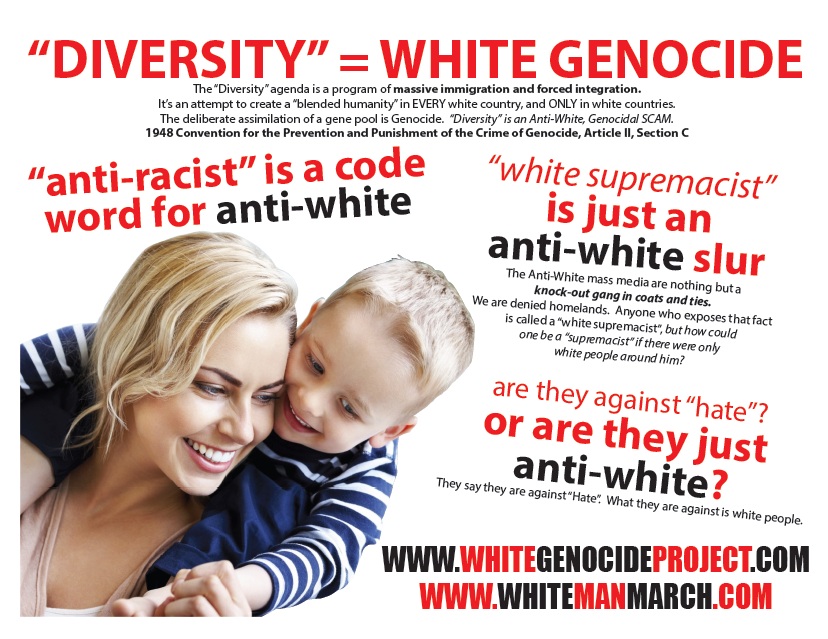 “DIVERSITY” = WHITE GENOCIDE
The “Diversity” agenda is a program of massive immigration and forced integration.
It’s an attempt to create a “blended humanity” in EVERY white country, and ONLY in white countries.
The deliberate assimilation of a gene pool is Genocide. “Diversity” is an Anti-White, Genocidal SCAM.
1948 Convention for the Prevention and Punishment of the Crime of Genocide, Article II, Section C
“anti-racist” is a code
word for anti-white
“white supremacist”
is just an
anti-white slur
The Anti-White mass media are nothing but a
knock-out gang in coats and ties.
We are denied homelands. Anyone who exposes that fact
is called a “white supremacist”, but how could
one be a “supremacist” if there were only
white people around him?
are they against “hate”?
or are they just
anti-white?
They say they are against “Hate”. What they are against is white people.
WWW.WHITEGENOCIDEPROJECT.COM
WWW.WHITEMANMARCH.COM